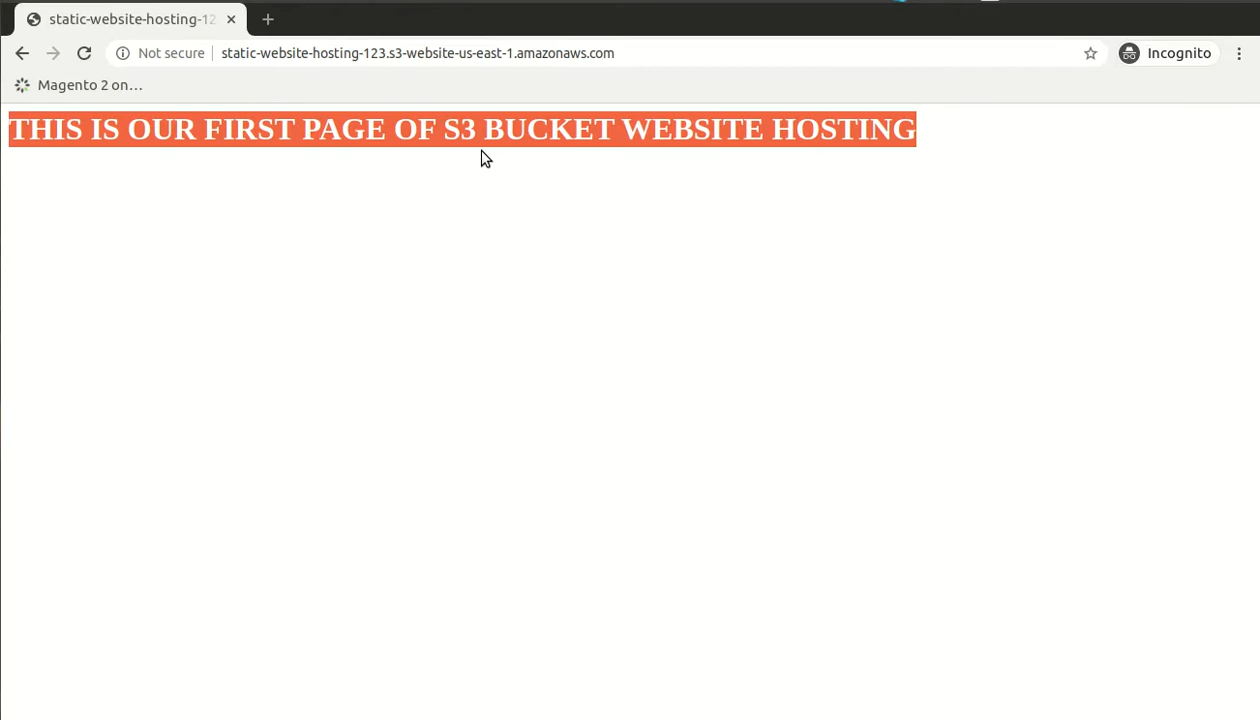 static-website-hosting-12
Not secure static-website-hosting-123.s3-website-us-east-1.amazonaws.com Incognito
Magento 2 on…
THIS IS OUR FIRST PAGE OF S3 BUCKET WEBSITE HOSTING